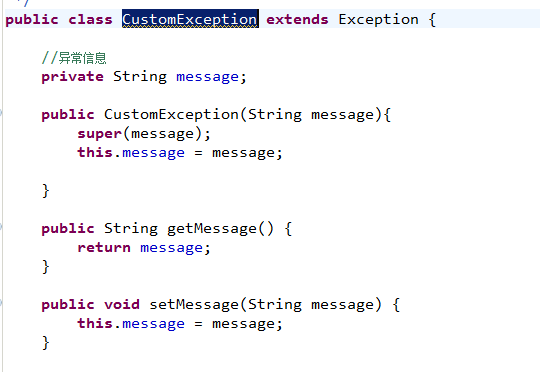 */
public class CustomException extends Exception {
//异常信息
private String message;
public CustomException(String message){
super(message);
this.message = message;
}
public String getMessage() {
return message;
}
public void setMessage(String message) {
this.message = message;
}